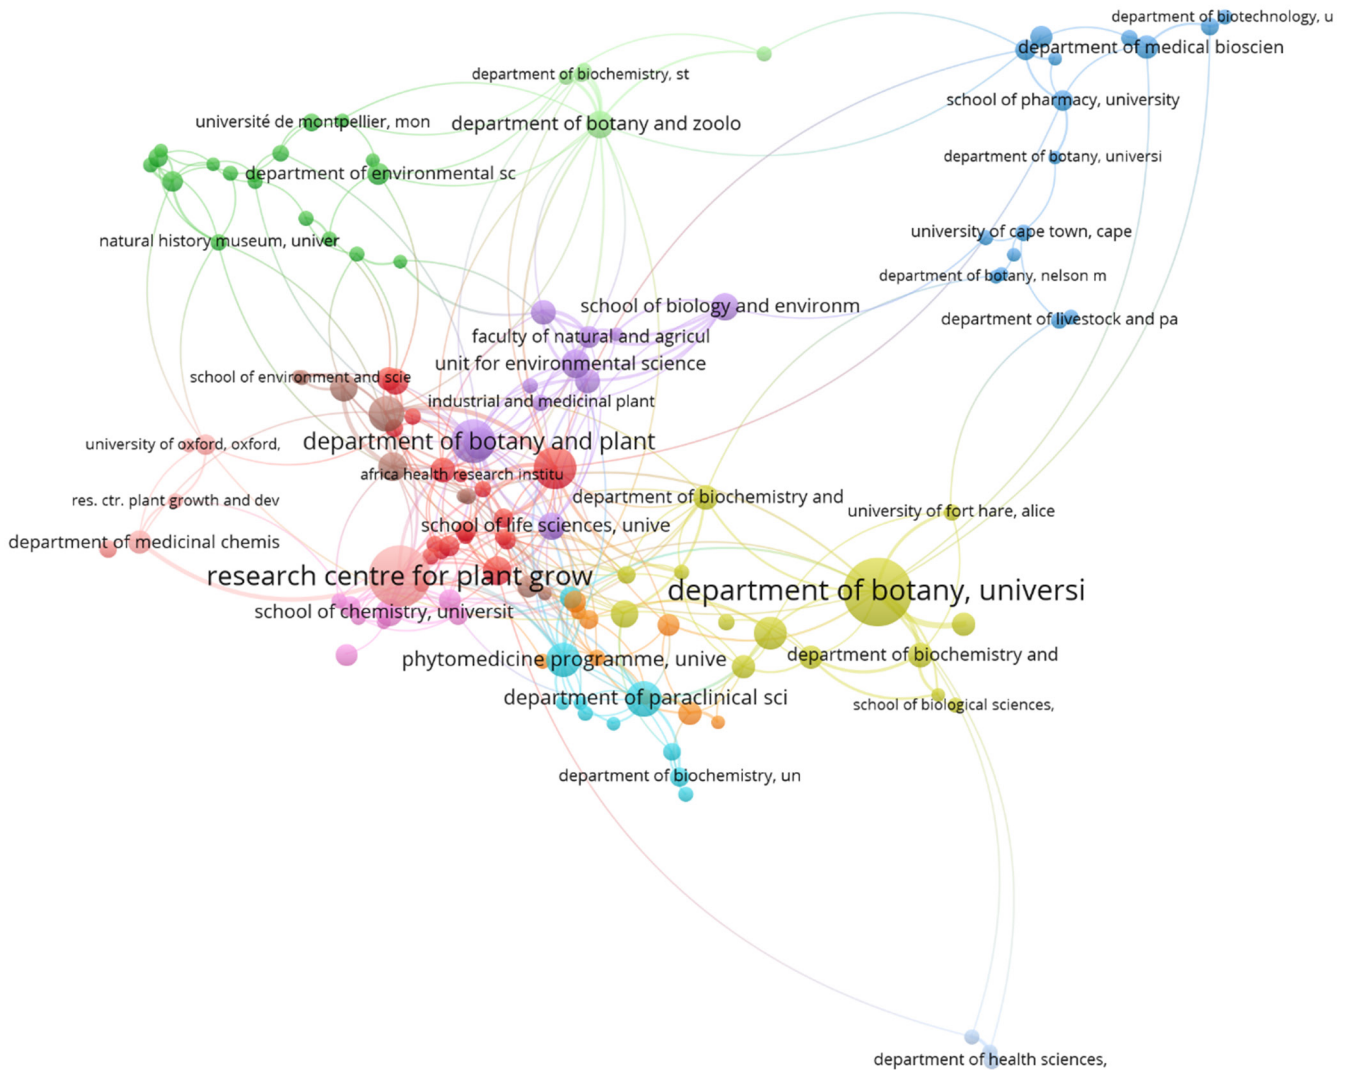 department of biotechnology, u
department of medical bioscien
department of biochemistry, st
school of pharmacy, university
université de montpellier, mon
department of botany and zoolo
department of botany, universi
department of environmental sc
university of cape town, cape
natural history museum, univer
department of botany, nelson m
school of biology and environm
department of livestock and pa
faculty of natural and agricul
unit for environmental science
school of environment and scie
industrial and medicinal plant
university of oxford, oxford,
department of botany and plant
africa health research institu
res. ctr. plant growth and dev
department of biochemistry and
university of fort hare, alice
school of life sciences, unive
department of medicinal chemis
research centre for plant grow
department of botany, universi
school of chemistry, universit
phytomedicine programme, unive
department of biochemistry and
department of paraclinical sci
school of biological sciences,
department of biochemistry, un
department of health sciences,